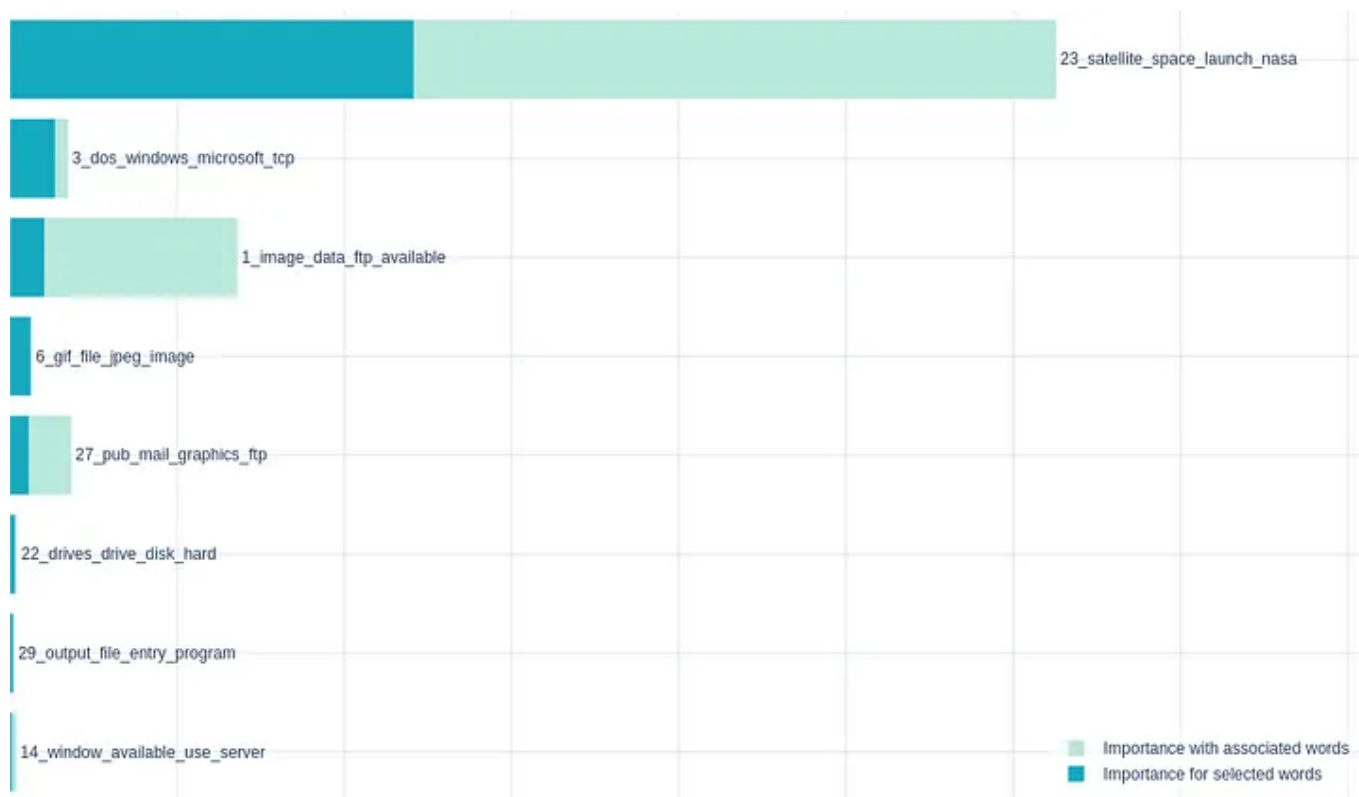 23_satellite_space_launch_nasa
3_dos_windows_microsoft_tcp
1_image_data_ftp_available
6_gif_file_jpeg_image
27_pub_mail_graphics_ftp
22_drives_drive_disk_hard
29_output_file_entry_program
14_window_available_use_server
Importance with associated words
Importance for selected words